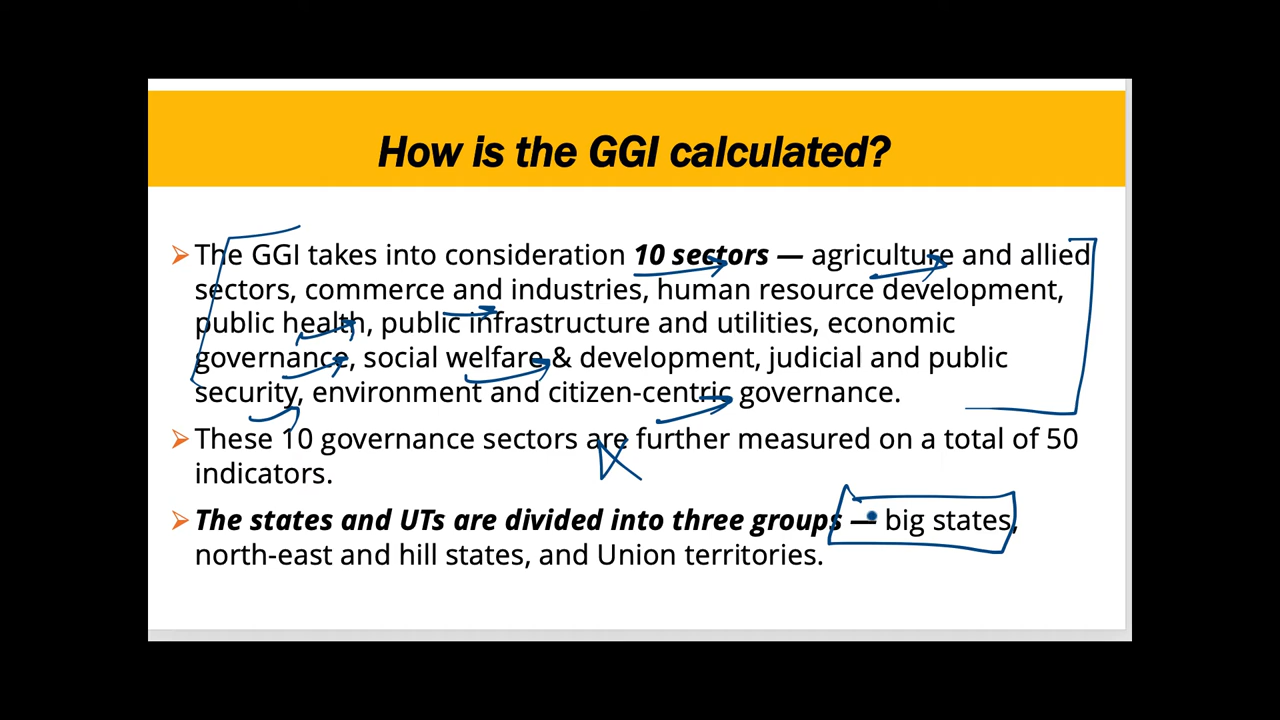 How is the GGI calculated?
The GGI takes into consideration 10 sectors — agriculture and allied
sectors, commerce and industries, human resource development,
public health, public infrastructure and utilities, economic
governance, social welfare & development, judicial and public
security, environment and citizen-centric governance.
These 10 governance sectors are further measured on a total of 50
indicators.
The states and UTs are divided into three groups — big states,
north-east and hill states, and Union territories.